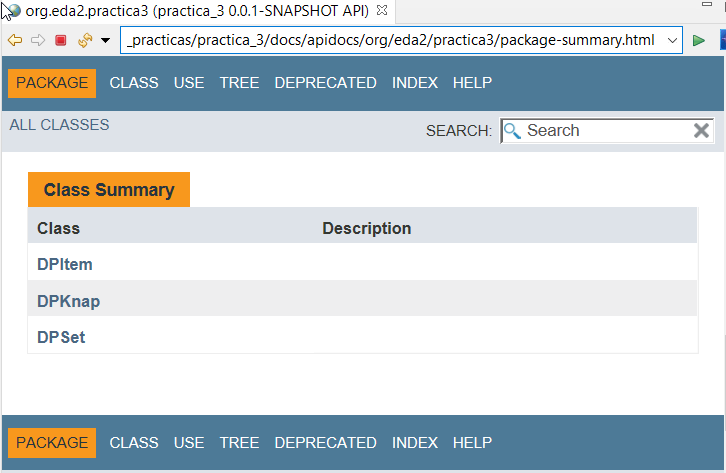 org.eda2.practica3 (practica_3 0.0.1-SNAPSHOT API)
_practicas/practica_3/docs/apidocs/org/eda2/practica3/package-summary.html
PACKAGE CLASS USE TREE DEPRECATED INDEX HELP
ALL CLASSES
SEARCH: Search
Class Summary
Class Description
DPItem
DPKnap
DPSet
PACKAGE CLASS USE TREE DEPRECATED INDEX HELP